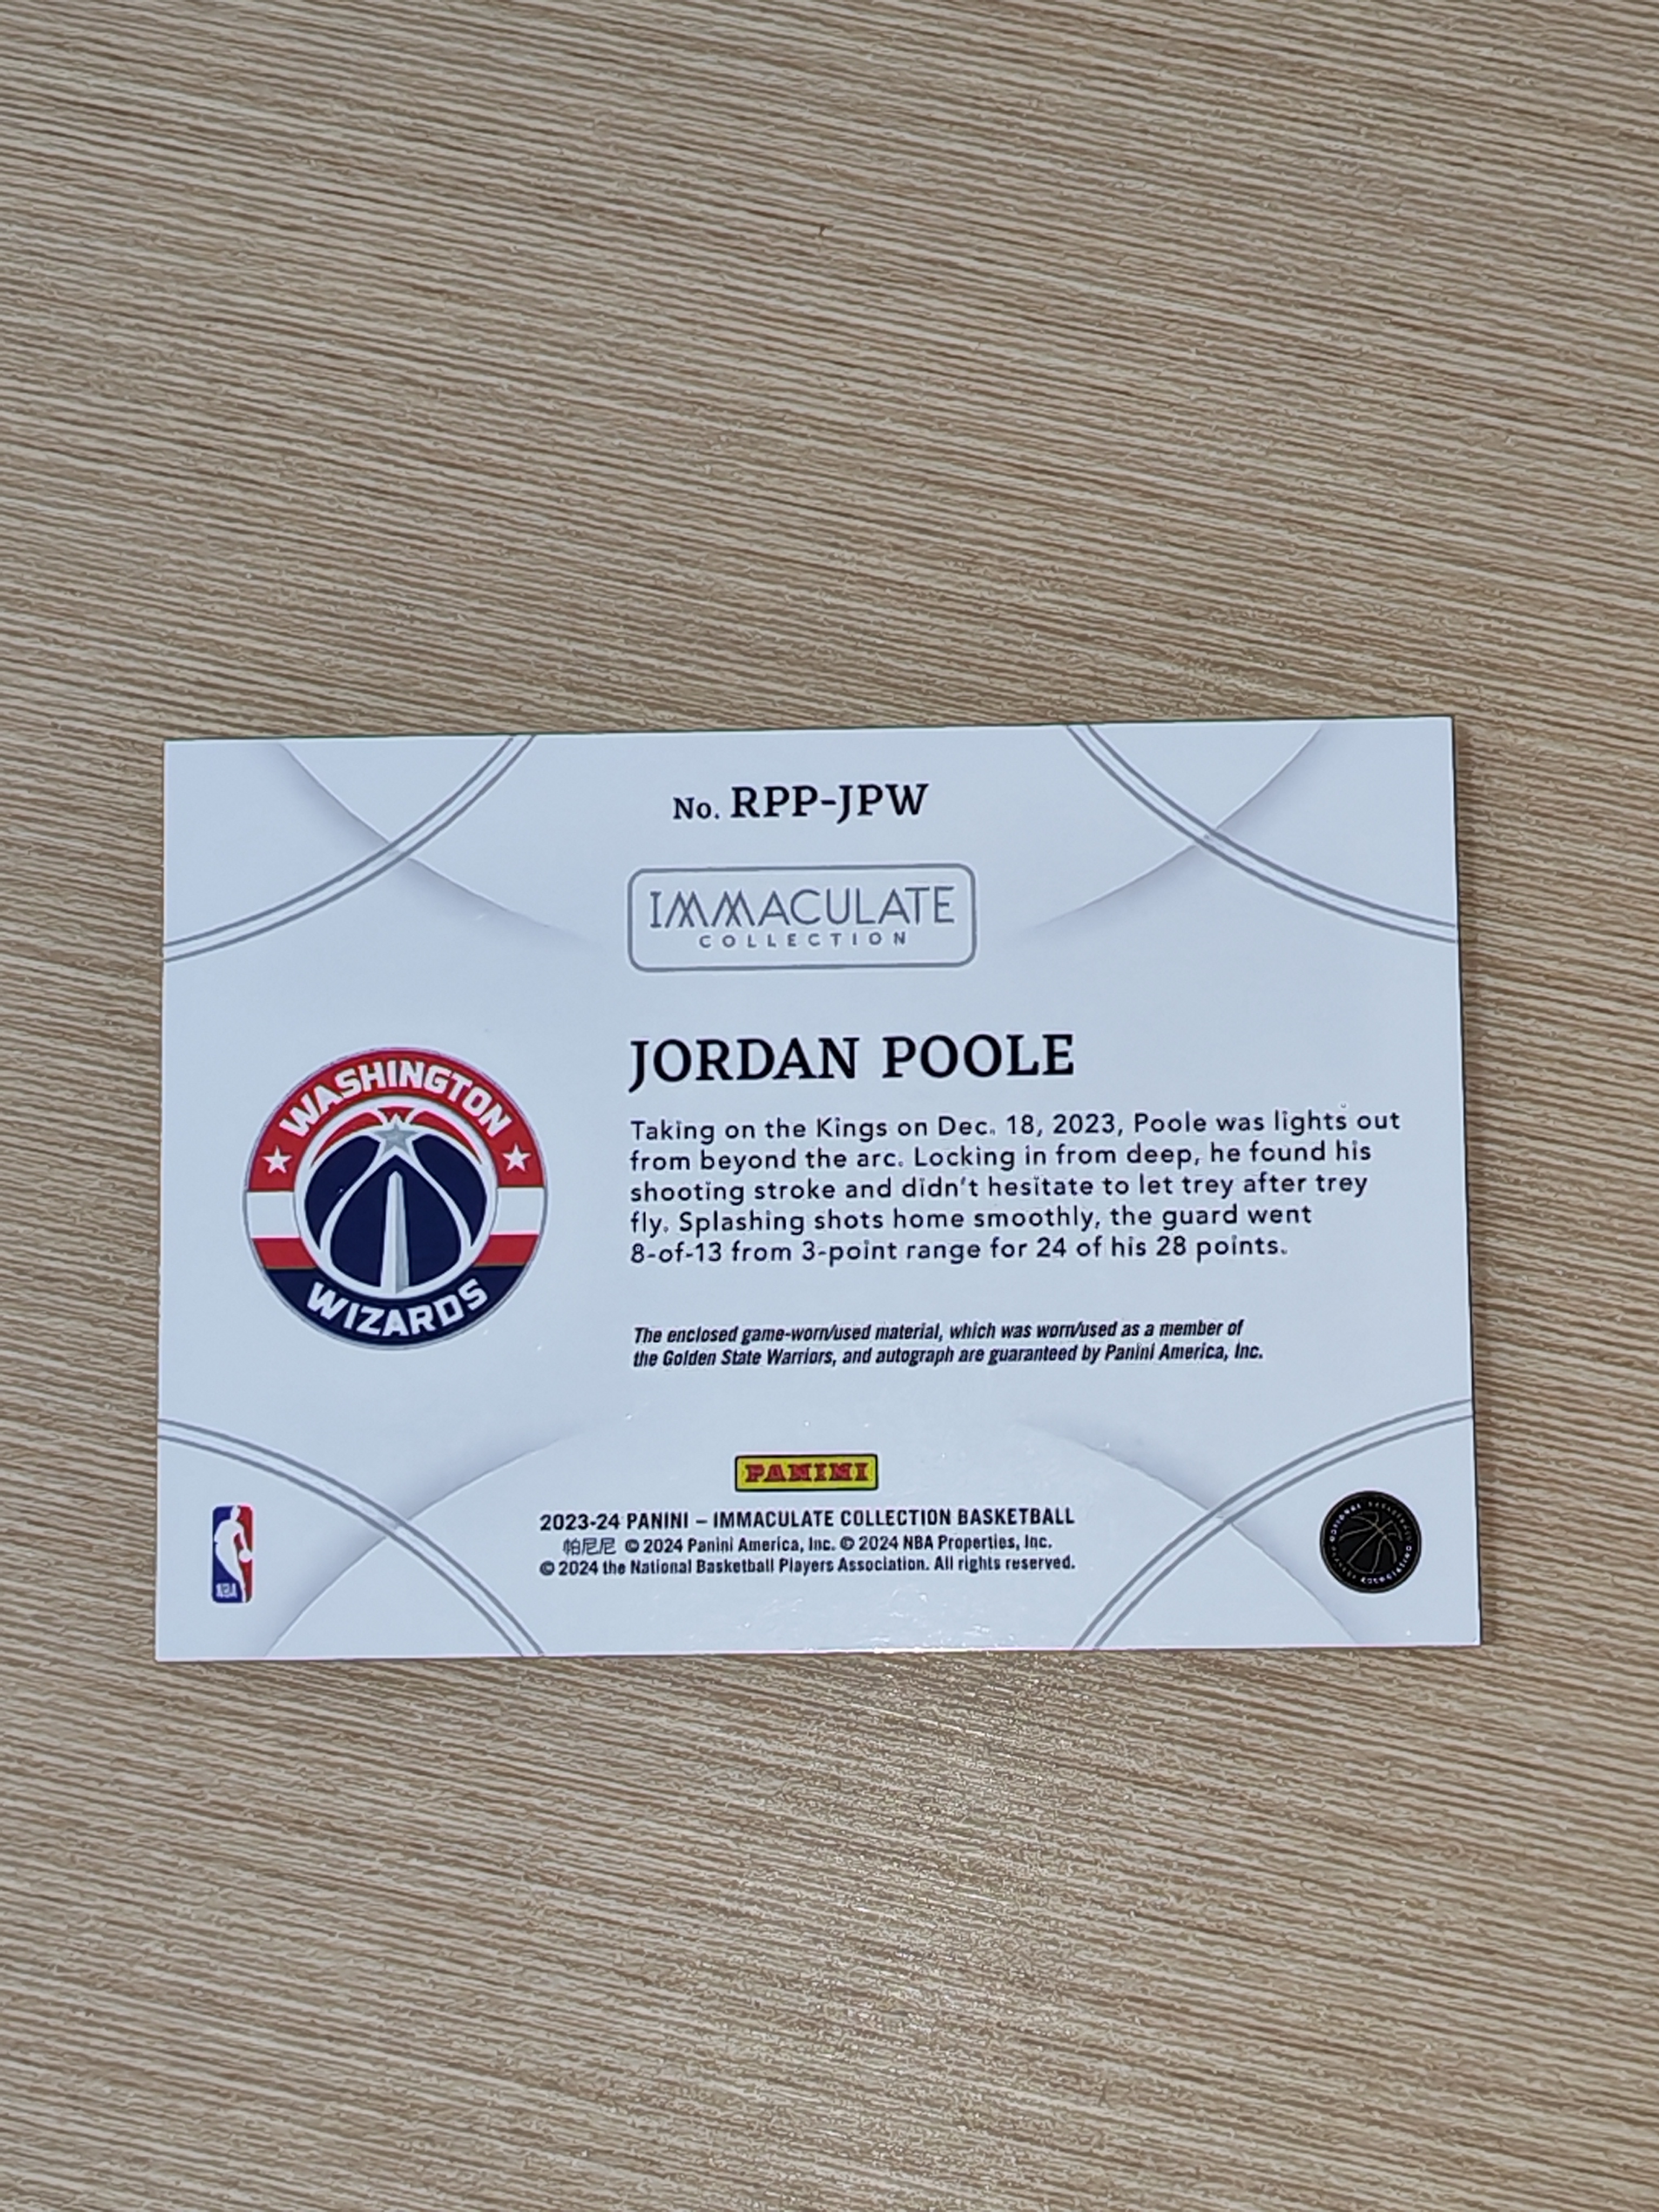 No. RPP-JPW
IMMACULATE
COLLECTION
JORDAN POOLE
WASHINGTON
WIZARDS
Taking on the Kings on Dec. 18, 2023, Poole was lights out
from beyond the arc. Locking in from deep, he found his
shooting stroke and didn't hesitate to let trey after trey
fly. Splashing shots home smoothly, the guard went
8-of-13 from 3-point range for 24 of his 28 points.
The enclosed game-worn/used material, which was worn/used as a member of
the Golden State Warriors, and autograph are guaranteed by Panini America, Inc.
PANINI
2023-24 PANINI – IMMACULATE COLLECTION BASKETBALL
帕尼尼 © 2024 Panini America, Inc. © 2024 NBA Properties, Inc.
© 2024 the National Basketball Players Association. All rights reserved.
NBA